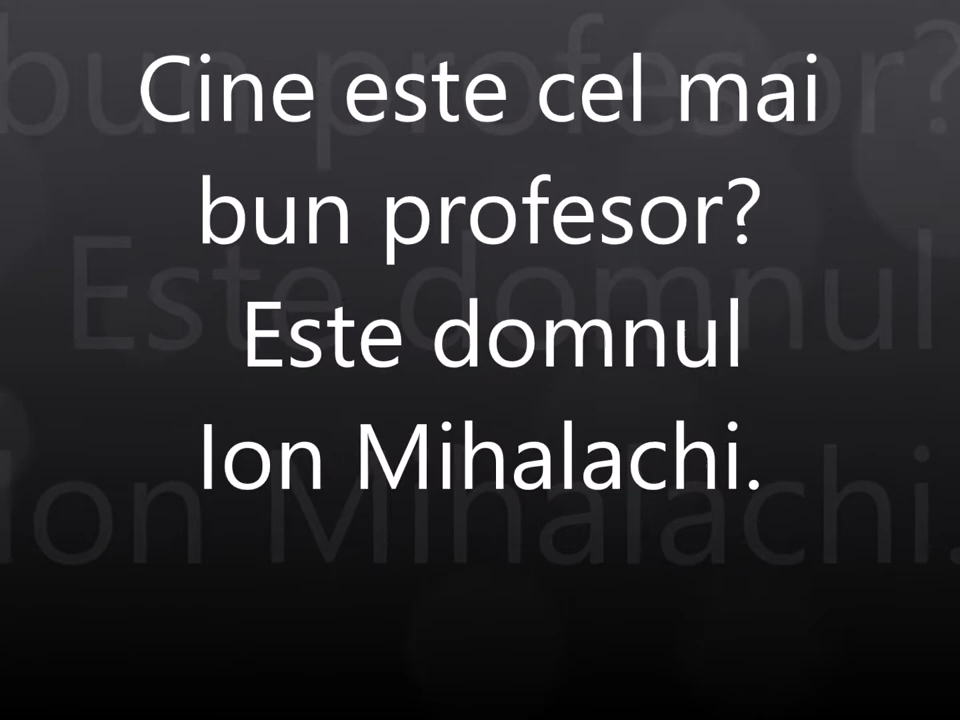 Cine este cel mai
bun profesor?
Este domnul
Ion Mihalachi.